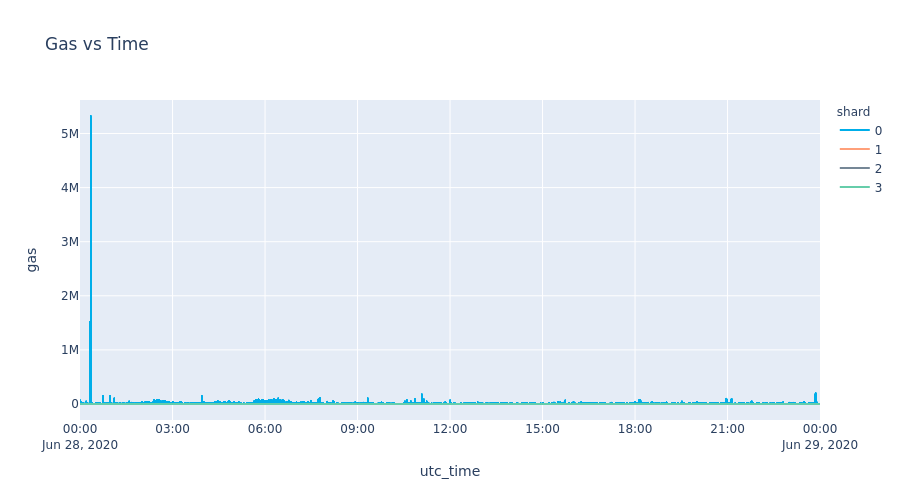 Gas vs Time
shard
0
1
2
3
5M
4M
3M
2M
1M
0
gas
00:00 03:00 06:00 09:00 12:00 15:00 18:00 21:00 00:00
Jun 28, 2020 Jun 29, 2020
utc_time